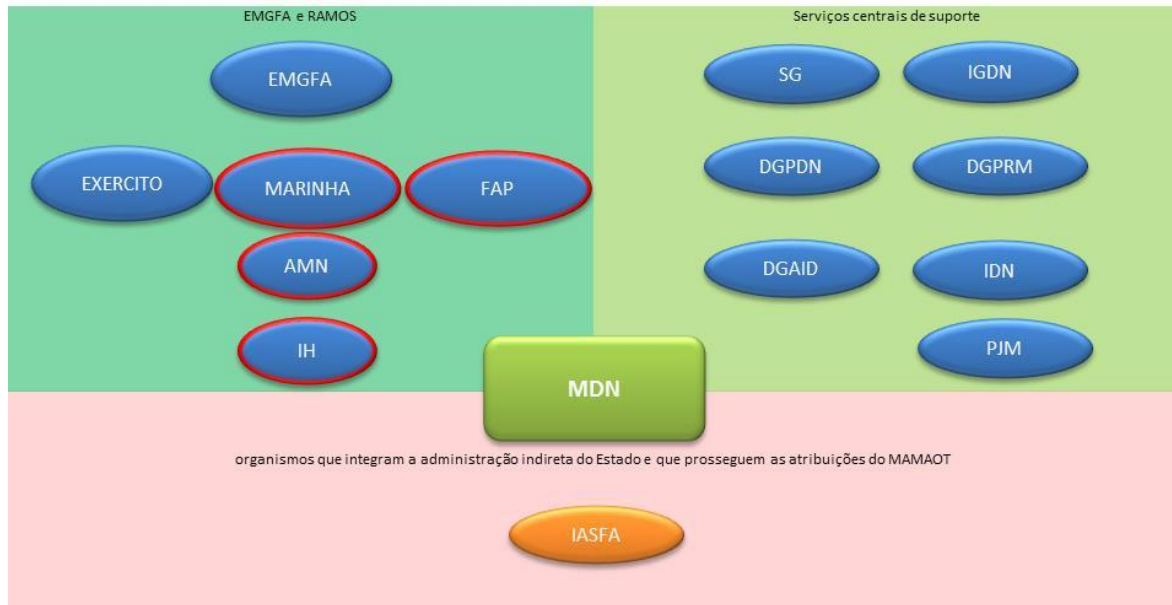 EMGFA e RAMOS
EMGFA
EXERCITO
MARINHA
FAP
AMN
IH
Serviços centrais de suporte
SG
IGDN
DGPDN
DGPRM
DGAID
IDN
PJM
MDN
organismos que integram a administração indireta do Estado e que prosseguem as atribuições do MAMAOT
IASFA